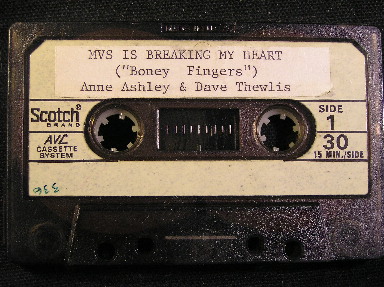 MVS IS BREAKING MY HEART
("Boney Fingers")
Anne Ashley & Dave Thewlis
Scotch®
BRAND
AVC
CASSETTE
SYSTEM
SIDE
1
30
15 MIN./SIDE
336